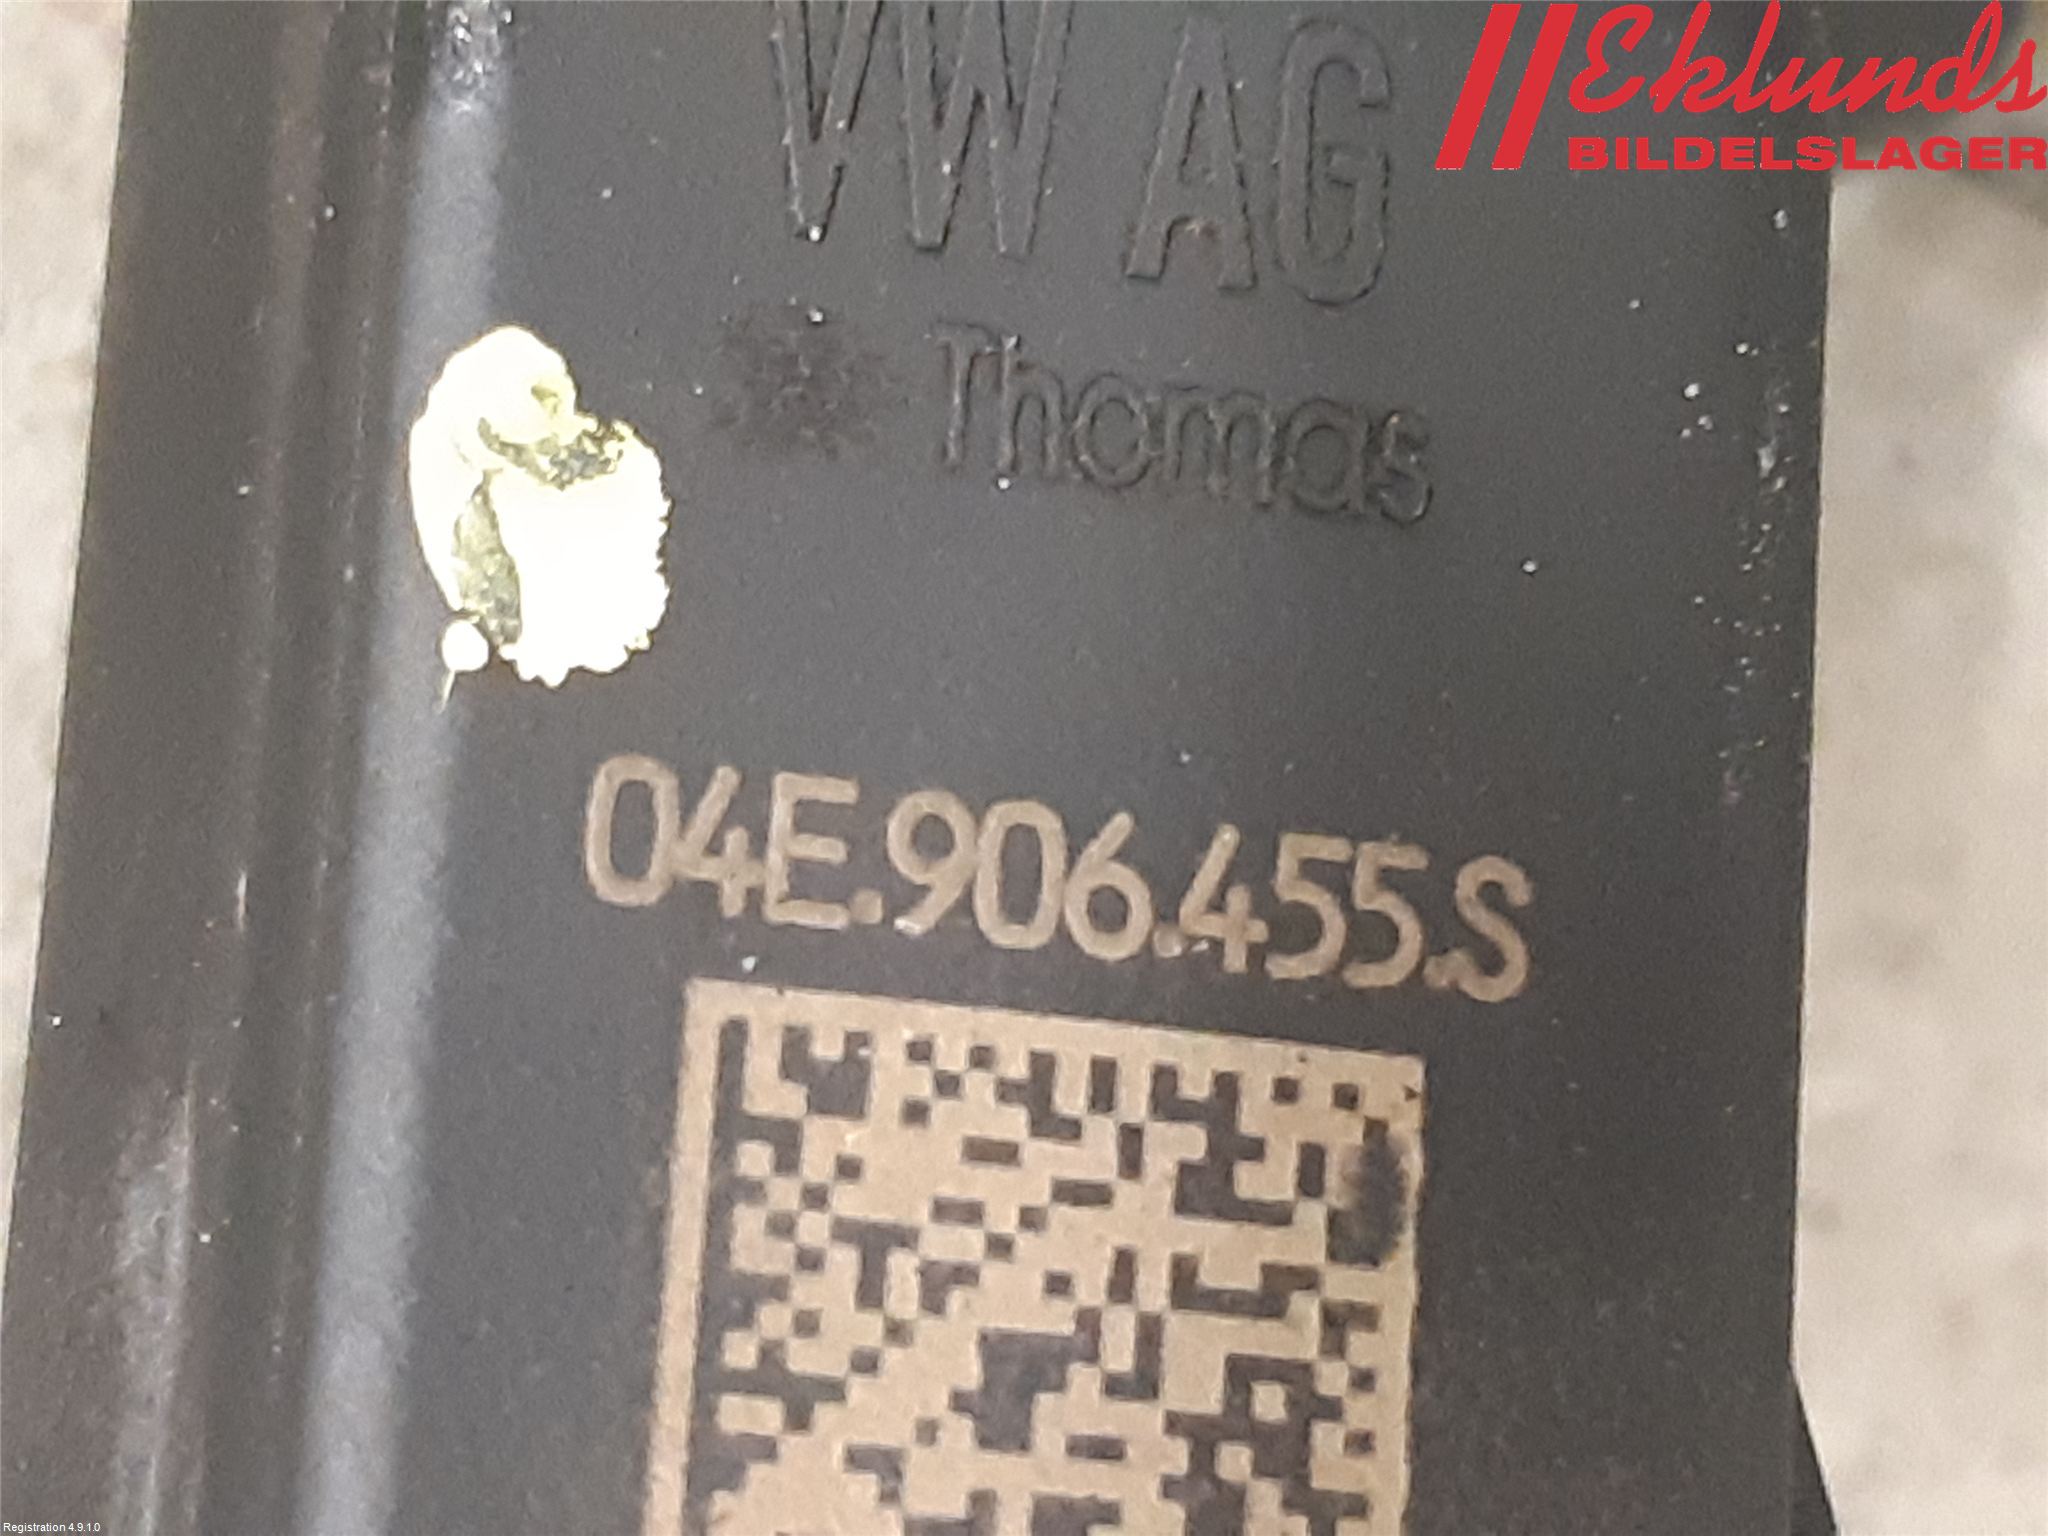 Eklunds
BILDELSLAGER
VW AG
Thomas
04E.906.455.S
Registration 4.9.1.0